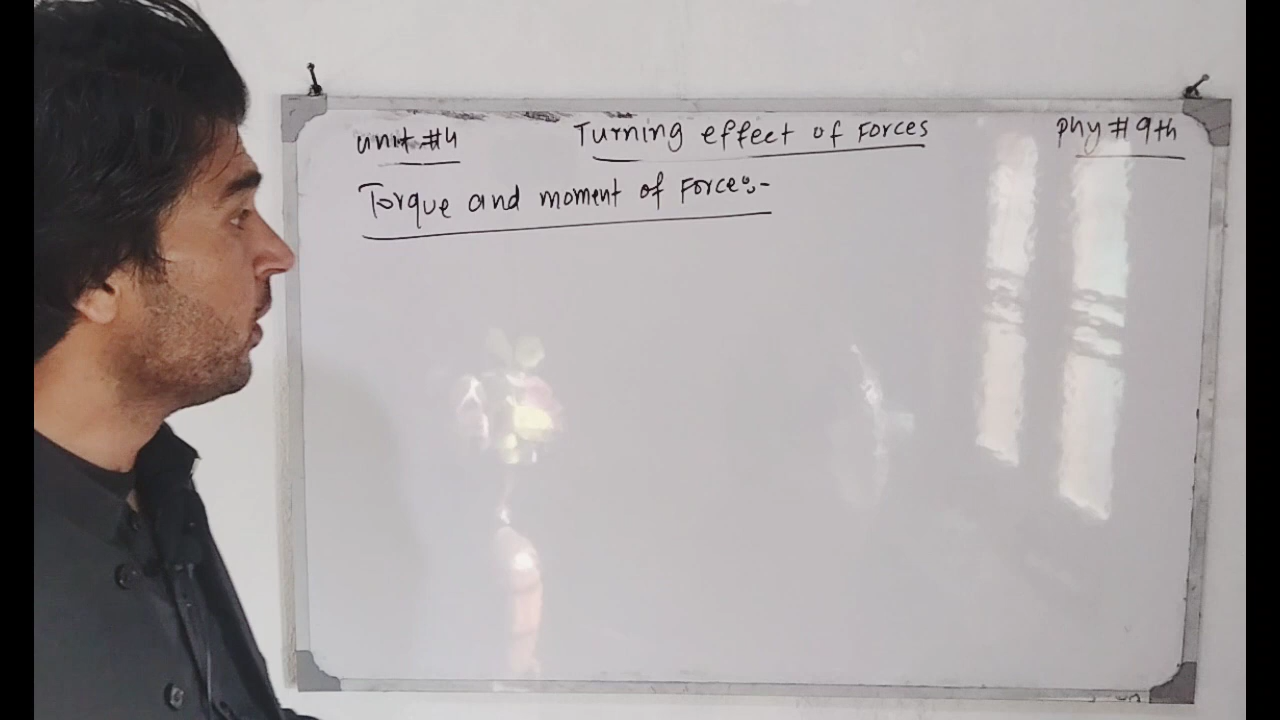 unit #4 Turning effect of Forces phy # 9th
Torque and moment of Force:-